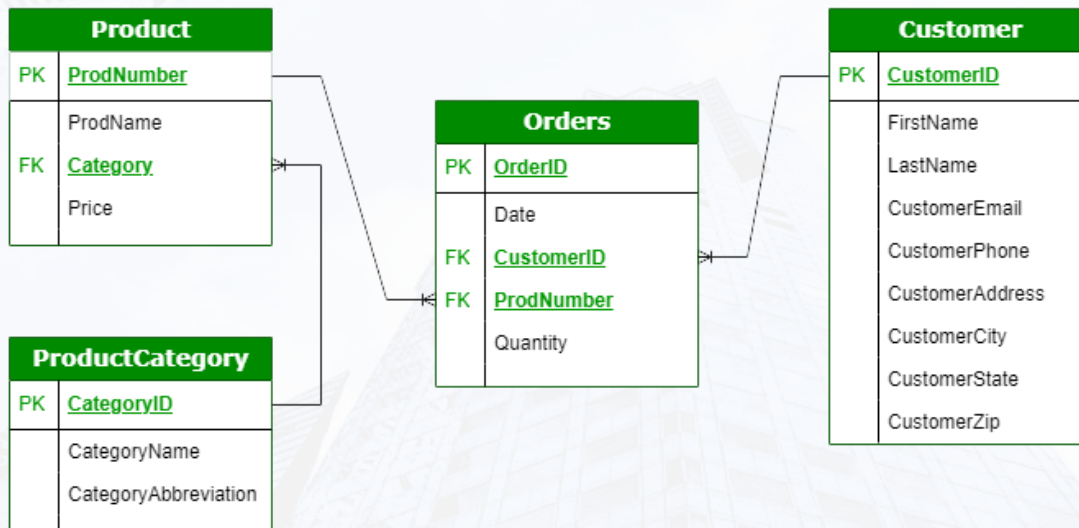 Product
PK ProdNumber
ProdName
FK Category
Price
ProductCategory
PK CategoryID
CategoryName
CategoryAbbreviation
Orders
PK OrderID
Date
FK CustomerID
FK ProdNumber
Quantity
Customer
PK CustomerID
FirstName
LastName
CustomerEmail
CustomerPhone
CustomerAddress
CustomerCity
CustomerState
CustomerZip